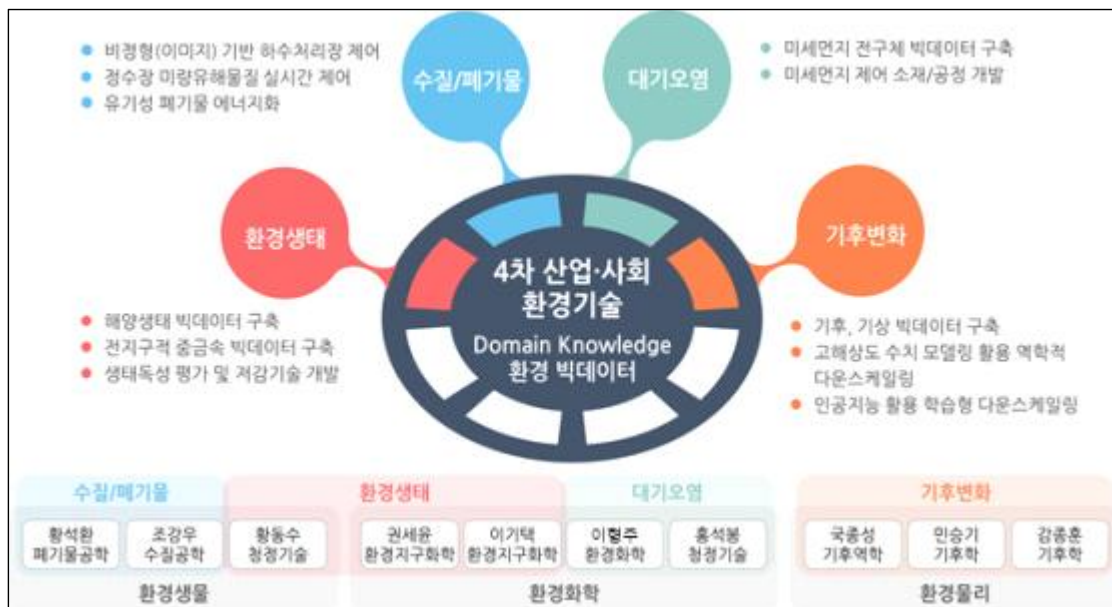 비정형(이미지) 기반 하수처리장 제어
정수장 미량유해물질 실시간 제어
유기성 폐기물 에너지화
수질/폐기물
대기오염
미세먼지 전구체 빅데이터 구축
미세먼지 제어 소재/공정 개발
환경생태
기후변화
4차 산업·사회
환경기술
Domain Knowledge
환경 빅데이터
해양생태 빅데이터 구축
전지구적 중금속 빅데이터 구축
생태독성 평가 및 저감기술 개발
기후, 기상 빅데이터 구축
고해상도 수치 모델링 활용 역학적
다운스케일링
인공지능 활용 학습형 다운스케일링
수질/폐기물
환경생태
대기오염
기후변화
황석환
폐기물공학
조강우
수질공학
황동수
청정기술
권세윤
환경지구화학
이기택
환경지구화학
이형주
환경화학
홍석봉
청정기술
국종성
기후역학
민승기
기후학
감종훈
기후학
환경생물
환경화학
환경물리